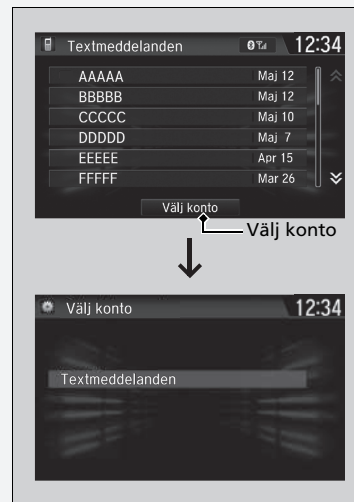 Textmeddelanden 12:34
AAAAA Maj 12
BBBBB Maj 12
CCCCC Maj 10
DDDDD Maj 7
EEEEE Apr 15
FFFFF Mar 26
Välj konto
Välj konto
Välj konto 12:34
Textmeddelanden